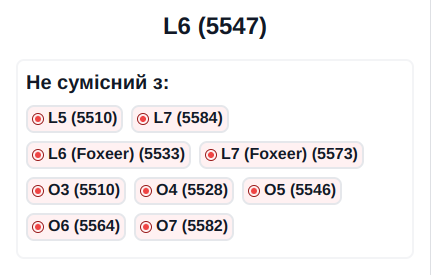 L6 (5547)
Не сумісний з:
L5 (5510) L7 (5584)
L6 (Foxeer) (5533) L7 (Foxeer) (5573)
O3 (5510) O4 (5528) O5 (5546)
O6 (5564) O7 (5582)